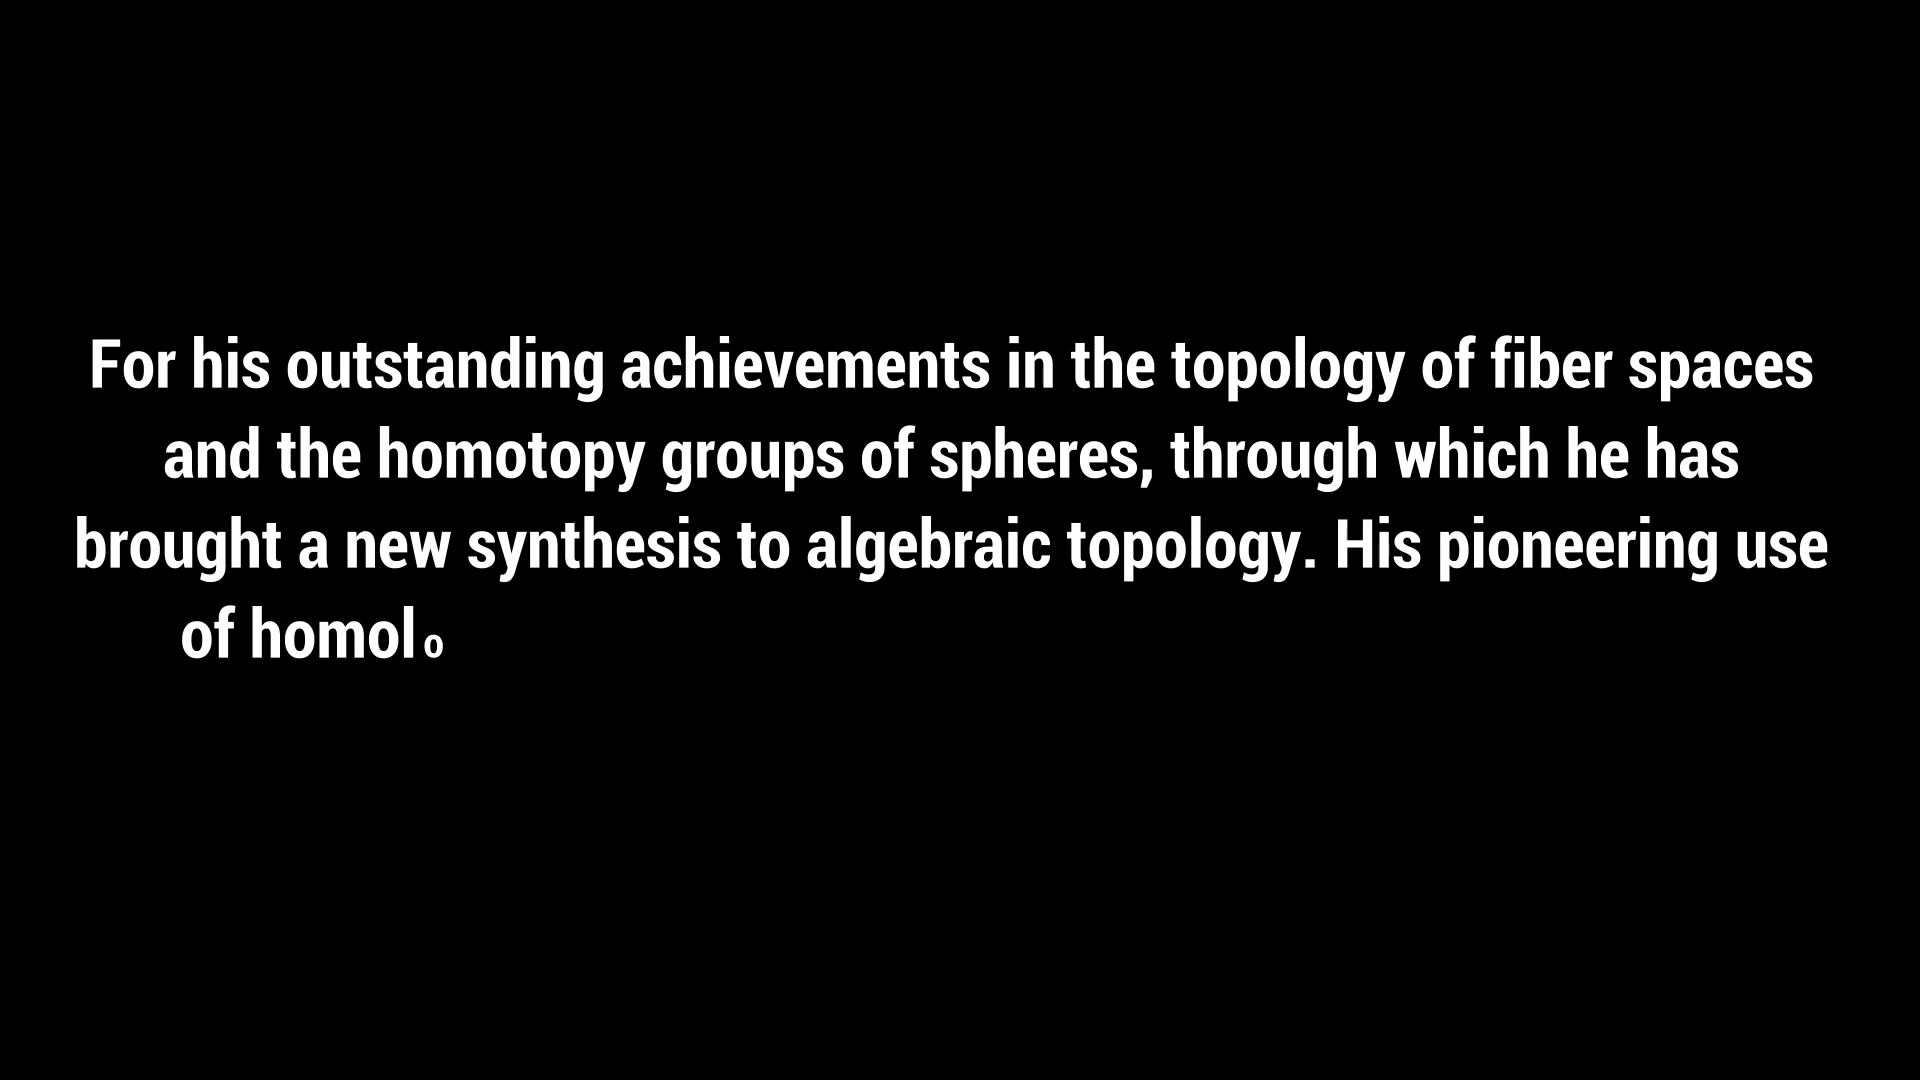 For his outstanding achievements in the topology of fiber spaces
and the homotopy groups of spheres, through which he has
brought a new synthesis to algebraic topology. His pioneering use
of homolo